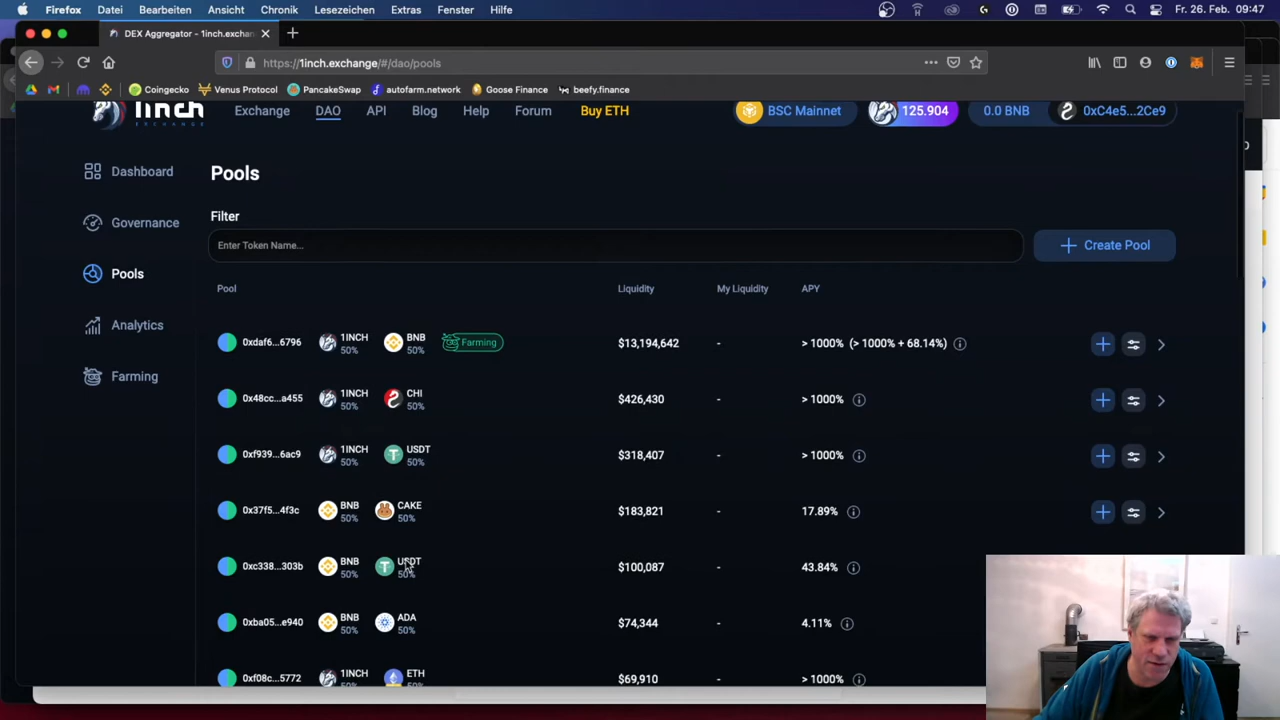 Firefox Datei Bearbeiten Ansicht Chronik Lesezeichen Extras Fenster Hilfe Fr. 26. Feb. 09:47
DEX Aggregator - 1inch.exchan
https://1inch.exchange/#/dao/pools
Coingecko Venus Protocol PancakeSwap autofarm.network Goose Finance beefy.finance
1inch Exchange DAO API Blog Help Forum Buy ETH BSC Mainnet 125.904 0.0 BNB 0xC4e5...2Ce9
EXCHANGE
Dashboard
Governance
Pools
Analytics
Farming
Pools
Filter
Enter Token Name...
Create Pool
Pool Liquidity My Liquidity APY
0xdaf6...6796 1INCH 50% BNB 50% Farming $13,194,642 - > 1000% (> 1000% + 68.14%)
0x48cc...a455 1INCH 50% CHI 50% $426,430 - > 1000%
0xf939...6ac9 1INCH 50% USDT 50% $318,407 - > 1000%
0x37f5...4f3c BNB 50% CAKE 50% $183,821 - 17.89%
0xc338...303b BNB 50% USDT 50% $100,087 - 43.84%
0xba05...e940 BNB 50% ADA 50% $74,344 - 4.11%
0xf08c...5772 1INCH 50% ETH 50% $69,910 - > 1000%